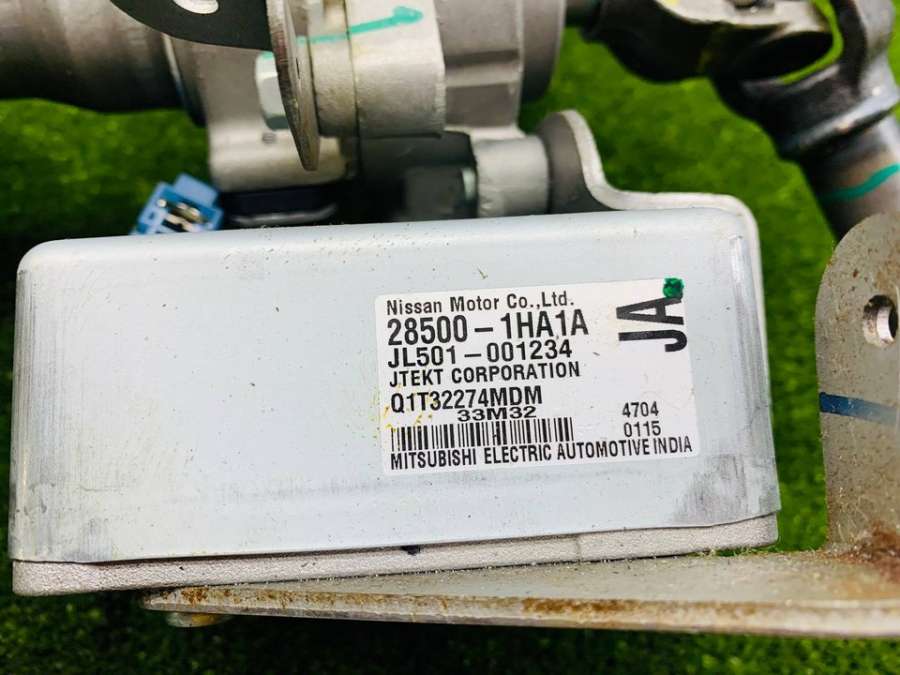 Nissan Motor Co.,Ltd.
28500-1HA1A
JA
JL501-001234
JTEKT CORPORATION
Q1T32274MDM
33M32
4704
0115
MITSUBISHI ELECTRIC AUTOMOTIVE INDIA